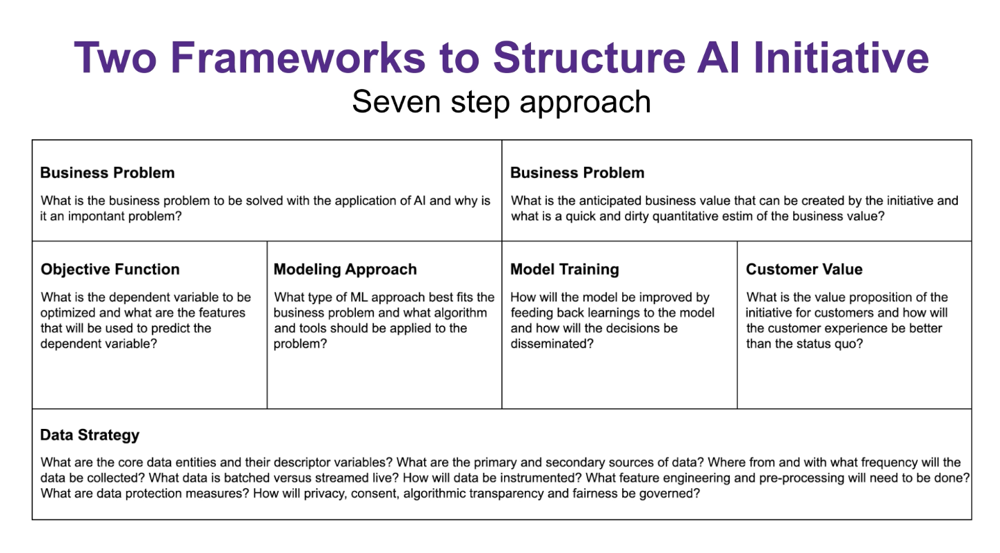 Two Frameworks to Structure AI Initiative
Seven step approach
Business Problem
What is the business problem to be solved with the application of AI and why is
it an important problem?
Business Problem
What is the anticipated business value that can be created by the initiative and
what is a quick and dirty quantitative estim of the business value?
Objective Function
What is the dependent variable to be
optimized and what are the features
that will be used to predict the
dependent variable?
Modeling Approach
What type of ML approach best fits the
business problem and what algorithm
and tools should be applied to the
problem?
Model Training
How will the model be improved by
feeding back learnings to the model
and how will the decisions be
disseminated?
Customer Value
What is the value proposition of the
initiative for customers and how will
the customer experience be better
than the status quo?
Data Strategy
What are the core data entities and their descriptor variables? What are the primary and secondary sources of data? Where from and with what frequency will the
data be collected? What data is batched versus streamed live? How will data be instrumented? What feature engineering and pre-processing will need to be done?
What are data protection measures? How will privacy, consent, algorithmic transparency and fairness be governed?